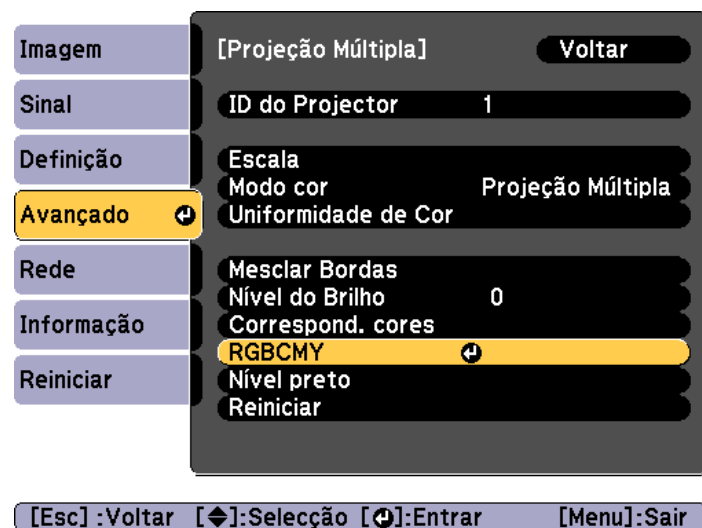 Imagem
Sinal
Definição
Avançado
Rede
Informação
Reiniciar
[Projeção Múltipla] Voltar
ID do Projector 1
Escala
Modo cor Projeção Múltipla
Uniformidade de Cor
Mesclar Bordas
Nível do Brilho 0
Correspond. cores
RGBCMY
Nível preto
Reiniciar
[Esc] :Voltar [◆]:Selecção [↵]:Entrar [Menu]:Sair